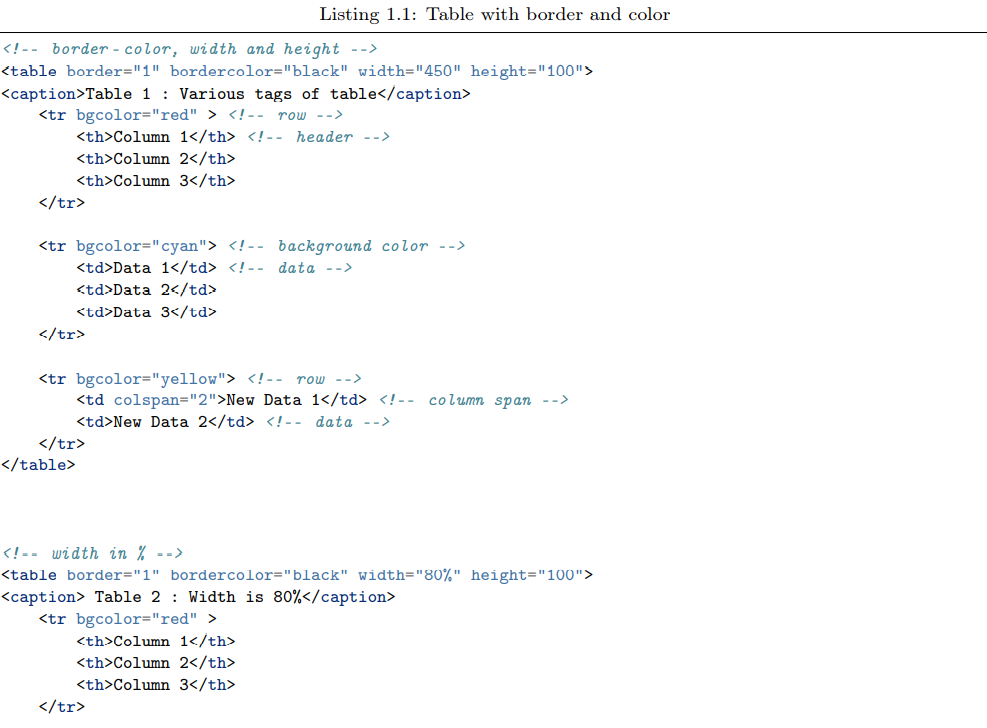 Listing 1.1: Table with border and color
<!-- border-color, width and height -->
<table border="1" bordercolor="black" width="450" height="100">
<caption>Table 1 : Various tags of table</caption>
    <tr bgcolor="red" > <!-- row -->
        <th>Column 1</th> <!-- header -->
        <th>Column 2</th>
        <th>Column 3</th>
    </tr>

    <tr bgcolor="cyan"> <!-- background color -->
        <td>Data 1</td> <!-- data -->
        <td>Data 2</td>
        <td>Data 3</td>
    </tr>

    <tr bgcolor="yellow"> <!-- row -->
        <td colspan="2">New Data 1</td> <!-- column span -->
        <td>New Data 2</td> <!-- data -->
    </tr>
</table>

<!-- width in % -->
<table border="1" bordercolor="black" width="80%" height="100">
<caption> Table 2 : Width is 80%</caption>
    <tr bgcolor="red" >
        <th>Column 1</th>
        <th>Column 2</th>
        <th>Column 3</th>
    </tr>